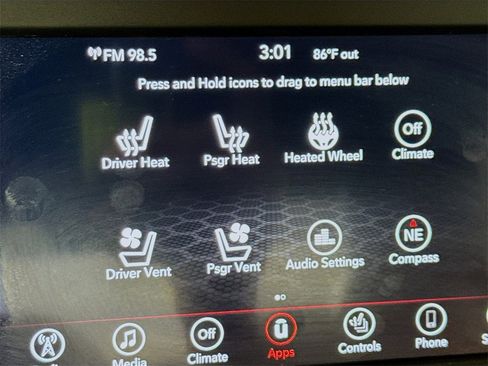 FM 98.5 3:01 86°F out
Press and Hold icons to drag to menu bar below
Off
Driver Heat Psgr Heat Heated Wheel Climate
NE
Driver Vent Psgr Vent Audio Settings Compass
Off
Media Climate Apps Controls Phone